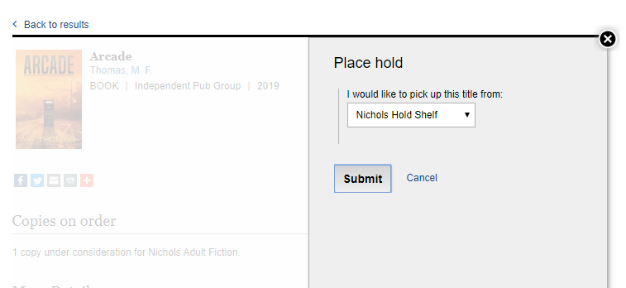 Back to results
ARCADE
Arcade
Thomas, M. F.
BOOK | Independent Pub Group | 2019
Copies on order
1 copy under consideration for Nichols Adult Fiction.
Place hold
I would like to pick up this title from:
Nichols Hold Shelf
Submit Cancel